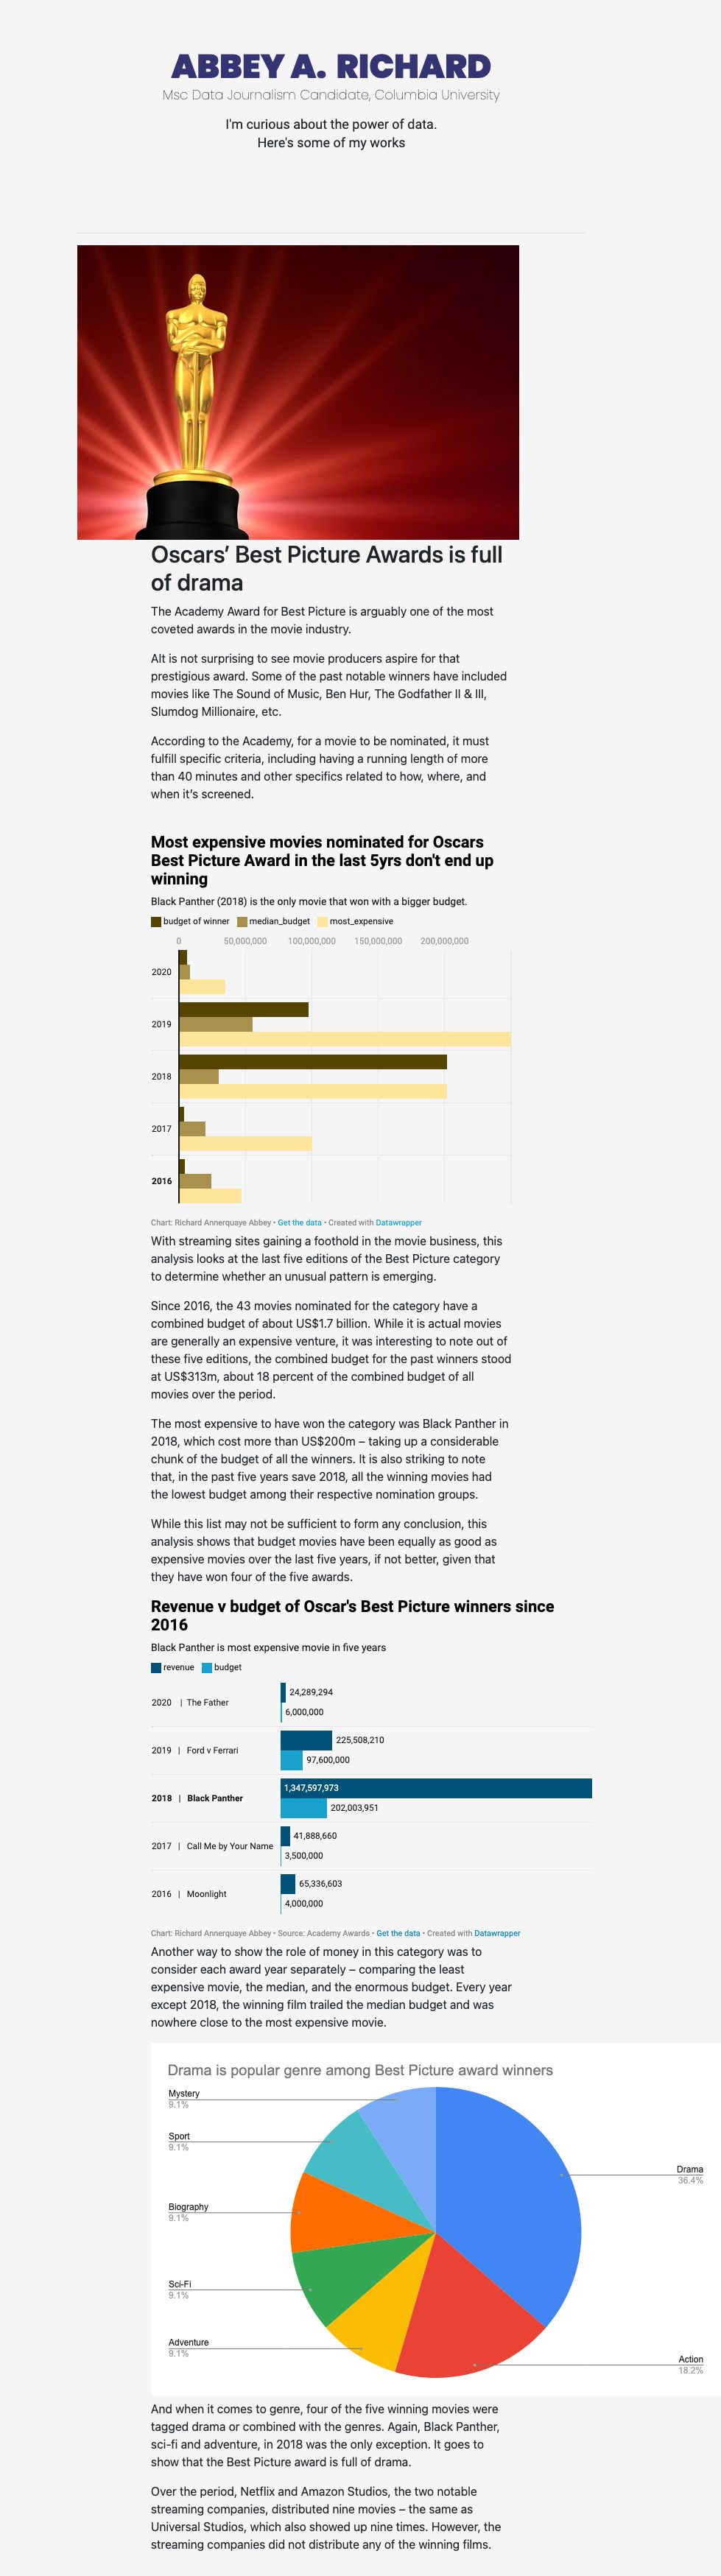 ABBEY A. RICHARD
Msc Data Journalism Candidate, Columbia University
I'm curious about the power of data.
Here's some of my works
Oscars’ Best Picture Awards is full
of drama
The Academy Award for Best Picture is arguably one of the most
coveted awards in the movie industry.
Alt is not surprising to see movie producers aspire for that
prestigious award. Some of the past notable winners have included
movies like The Sound of Music, Ben Hur, The Godfather II & III,
Slumdog Millionaire, etc.
According to the Academy, for a movie to be nominated, it must
fulfill specific criteria, including having a running length of more
than 40 minutes and other specifics related to how, where, and
when it’s screened.
Most expensive movies nominated for Oscars
Best Picture Award in the last 5yrs don't end up
winning
Black Panther (2018) is the only movie that won with a bigger budget.
budget of winner median_budget most_expensive
0 50,000,000 100,000,000 150,000,000 200,000,000
2020
2019
2018
2017
2016
Chart: Richard Annerquaye Abbey • Get the data • Created with Datawrapper
With streaming sites gaining a foothold in the movie business, this
analysis looks at the last five editions of the Best Picture category
to determine whether an unusual pattern is emerging.
Since 2016, the 43 movies nominated for the category have a
combined budget of about US$1.7 billion. While it is actual movies
are generally an expensive venture, it was interesting to note out of
these five editions, the combined budget for the past winners stood
at US$313m, about 18 percent of the combined budget of all
movies over the period.
The most expensive to have won the category was Black Panther in
2018, which cost more than US$200m – taking up a considerable
chunk of the budget of all the winners. It is also striking to note
that, in the past five years save 2018, all the winning movies had
the lowest budget among their respective nomination groups.
While this list may not be sufficient to form any conclusion, this
analysis shows that budget movies have been equally as good as
expensive movies over the last five years, if not better, given that
they have won four of the five awards.
Revenue v budget of Oscar's Best Picture winners since
2016
Black Panther is most expensive movie in five years
revenue budget
2020 | The Father 24,289,294
6,000,000
2019 | Ford v Ferrari 225,508,210
97,600,000
2018 | Black Panther 1,347,597,973
202,003,951
2017 | Call Me by Your Name 41,888,660
3,500,000
2016 | Moonlight 65,336,603
4,000,000
Chart: Richard Annerquaye Abbey • Source: Academy Awards • Get the data • Created with Datawrapper
Another way to show the role of money in this category was to
consider each award year separately – comparing the least
expensive movie, the median, and the enormous budget. Every year
except 2018, the winning film trailed the median budget and was
nowhere close to the most expensive movie.
Drama is popular genre among Best Picture award winners
Mystery
9.1%
Sport
9.1%
Biography
9.1%
Sci-Fi
9.1%
Adventure
9.1%
Drama
36.4%
Action
18.2%
And when it comes to genre, four of the five winning movies were
tagged drama or combined with the genres. Again, Black Panther,
sci-fi and adventure, in 2018 was the only exception. It goes to
show that the Best Picture award is full of drama.
Over the period, Netflix and Amazon Studios, the two notable
streaming companies, distributed nine movies – the same as
Universal Studios, which also showed up nine times. However, the
streaming companies did not distribute any of the winning films.